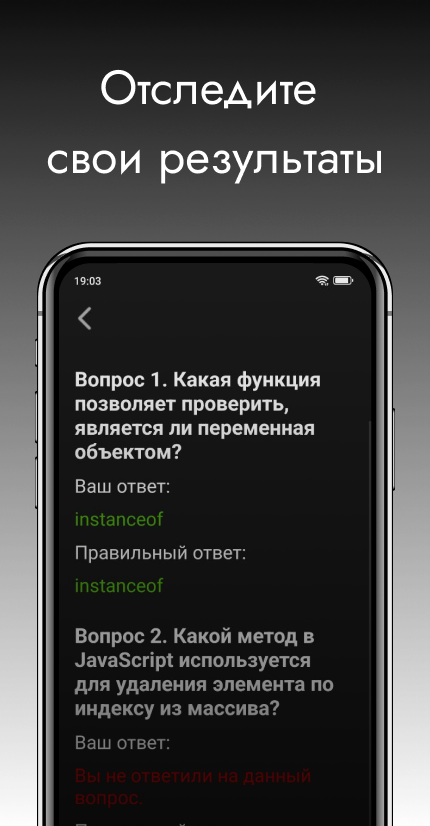 Отследите
свои результаты
19:03
Вопрос 1. Какая функция
позволяет проверить,
является ли переменная
объектом?
Ваш ответ:
instanceof
Правильный ответ:
instanceof
Вопрос 2. Какой метод в
JavaScript используется
для удаления элемента по
индексу из массива?
Ваш ответ:
Вы не ответили на данный
вопрос.